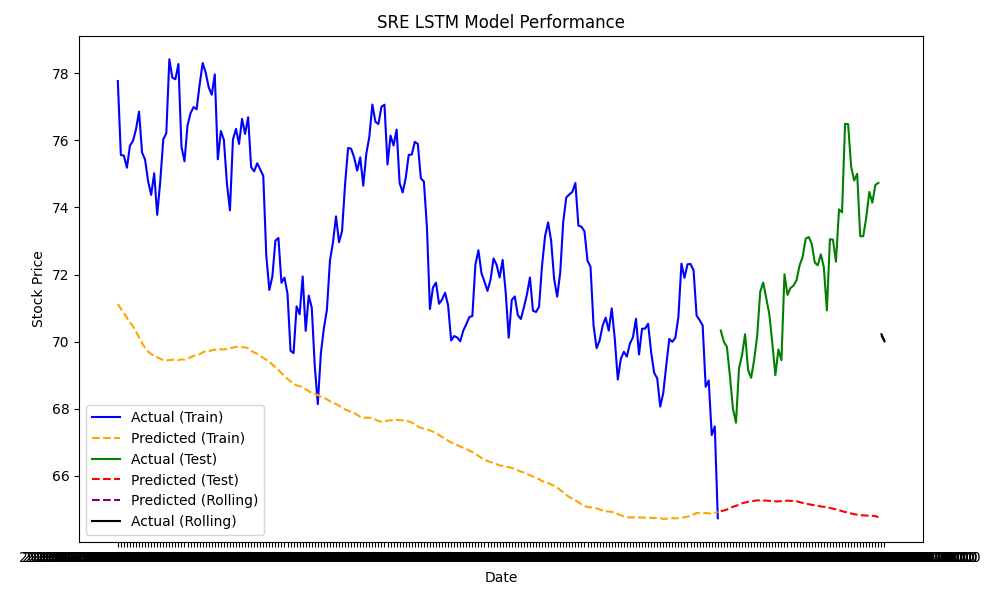 SRE LSTM Model Performance
Stock Price
78
76
74
72
70
68
66
Actual (Train)
Predicted (Train)
Actual (Test)
Predicted (Test)
Predicted (Rolling)
Actual (Rolling)
Date